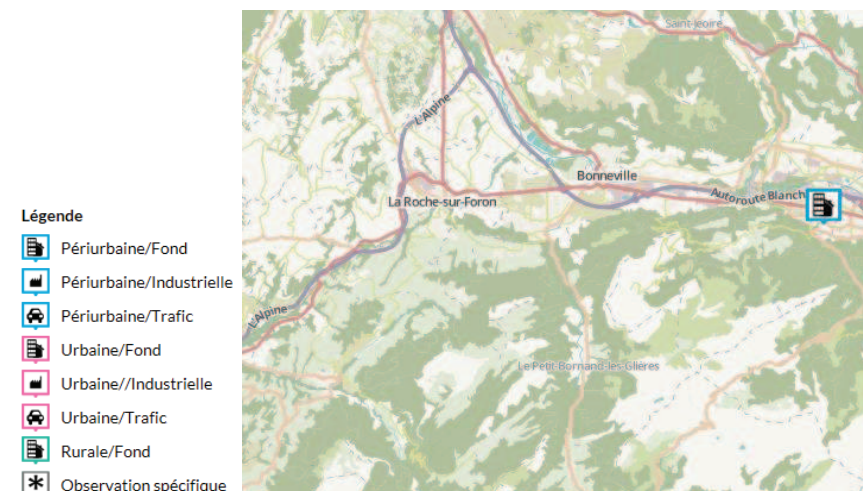 Légende
Périurbaine/Fond
Périurbaine/Industrielle
Périurbaine/Trafic
Urbaine/Fond
Urbaine//Industrielle
Urbaine/Trafic
Rurale/Fond
Observation spécifique
Saint-Jeoire
L'Alpine
Bonneville
La Roche-sur-Foron
Autoroute Blanch
L'Alpine
Le Petit-Bornand-les-Glières